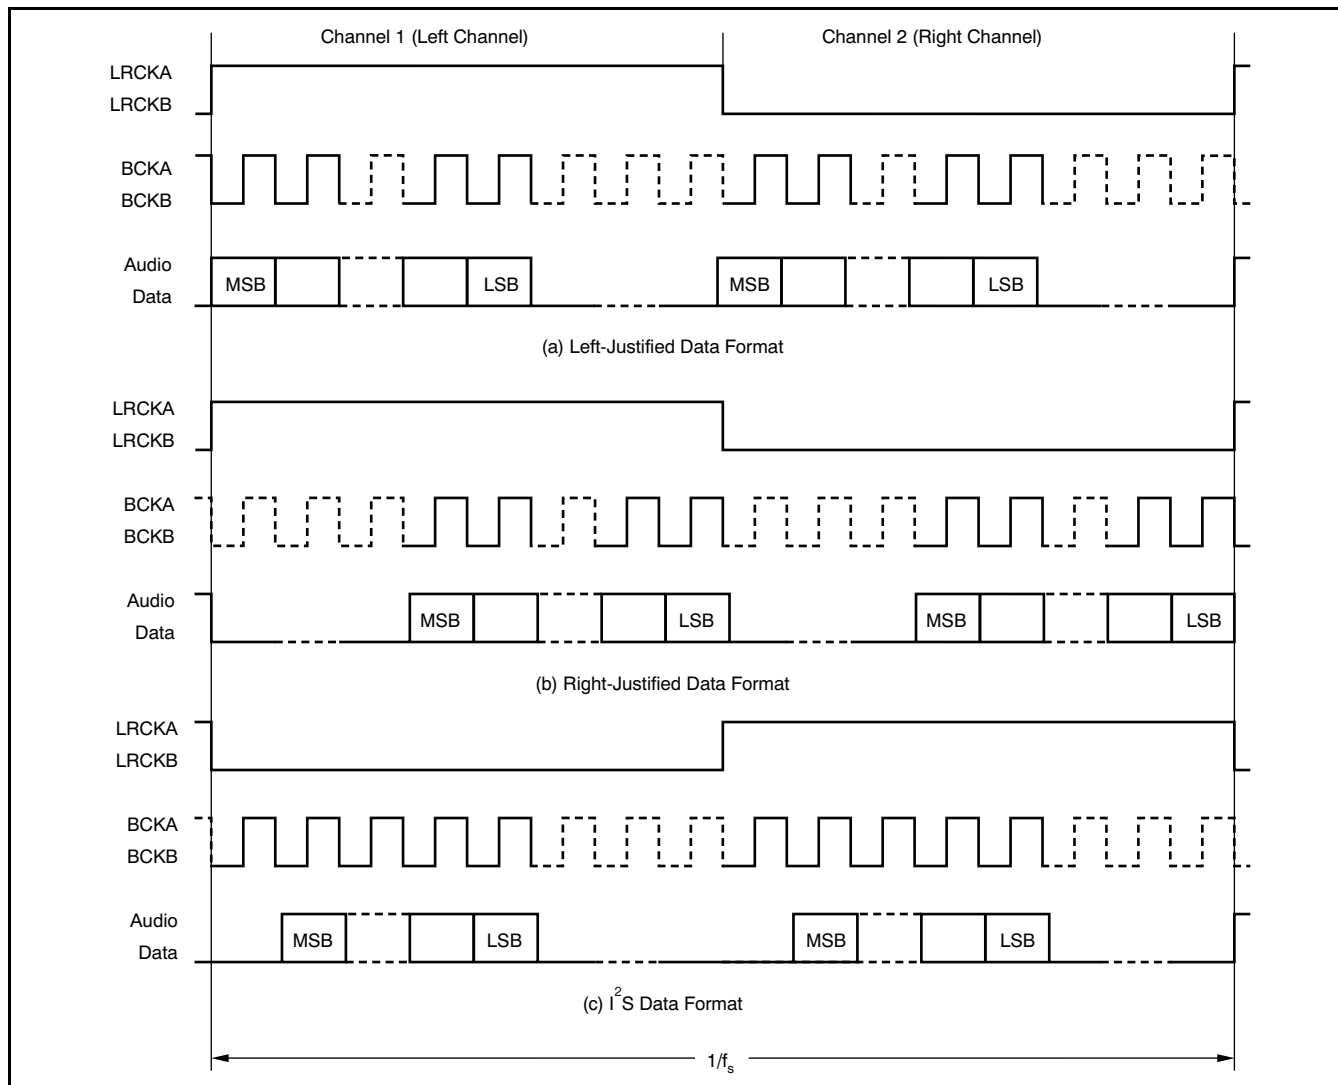 Channel 1 (Left Channel)
Channel 2 (Right Channel)
LRCKA
LRCKB
BCKA
BCKB
Audio
Data
MSB
LSB
MSB
LSB
(a) Left-Justified Data Format
LRCKA
LRCKB
BCKA
BCKB
Audio
Data
MSB
LSB
MSB
LSB
(b) Right-Justified Data Format
LRCKA
LRCKB
BCKA
BCKB
Audio
Data
MSB
LSB
MSB
LSB
(c) I²S Data Format
1/fₛ